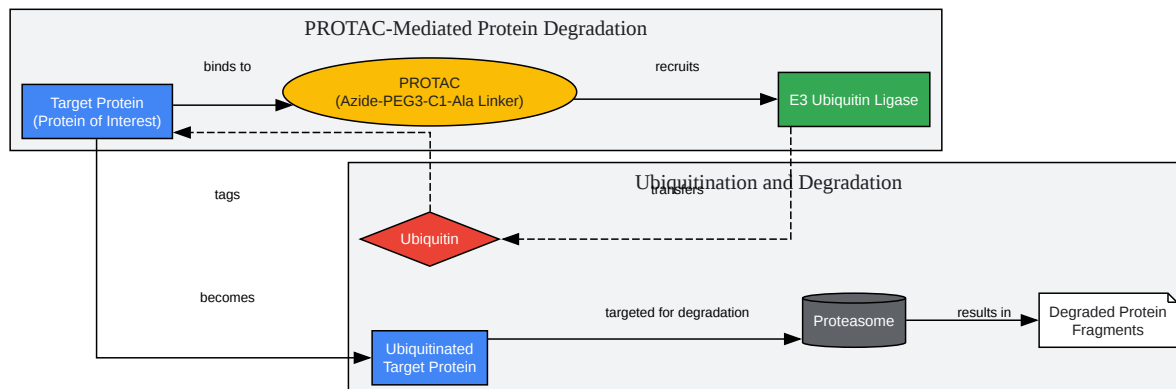 PROTAC-Mediated Protein Degradation
binds to
recruits
Target Protein
(Protein of Interest)
PROTAC
(Azide-PEG3-C1-Ala Linker)
E3 Ubiquitin Ligase
Ubiquitination and Degradation
tags
transfers
Ubiquitin
becomes
targeted for degradation
Proteasome
results in
Degraded Protein
Fragments
Ubiquitinated
Target Protein